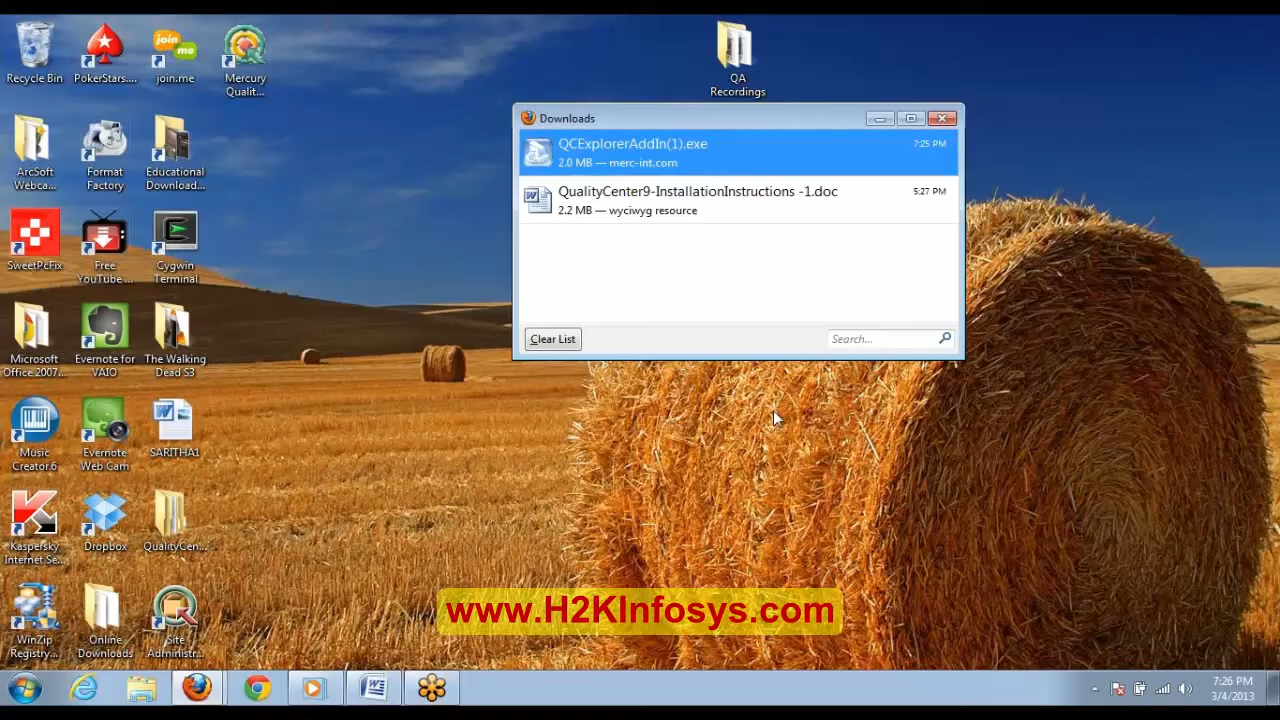 Recycle Bin
PokerStars....
join.me
Mercury
Qualit...
QA
Recordings
join
me
Downloads
QCExplorerAddIn(1).exe
7:25 PM
2.0 MB — merc-int.com
QualityCenter9-InstallationInstructions -1.doc
5:27 PM
2.2 MB — wyciwyg resource
Clear List
Search...
ArcSoft
Webca...
Format
Factory
Educational
Download...
SweetPcFix
Free
YouTube ...
Cygwin
Terminal
Microsoft
Office 2007...
Evernote for
VAIO
The Walking
Dead S3
Music
Creator 6
Evernote
Web Cam
SARITHA1
Kaspersky
Internet Se...
Dropbox
QualityCen...
WinZip
Registry...
Online
Downloads
Site
Administr...
www.H2KInfosys.com
7:26 PM
3/4/2013